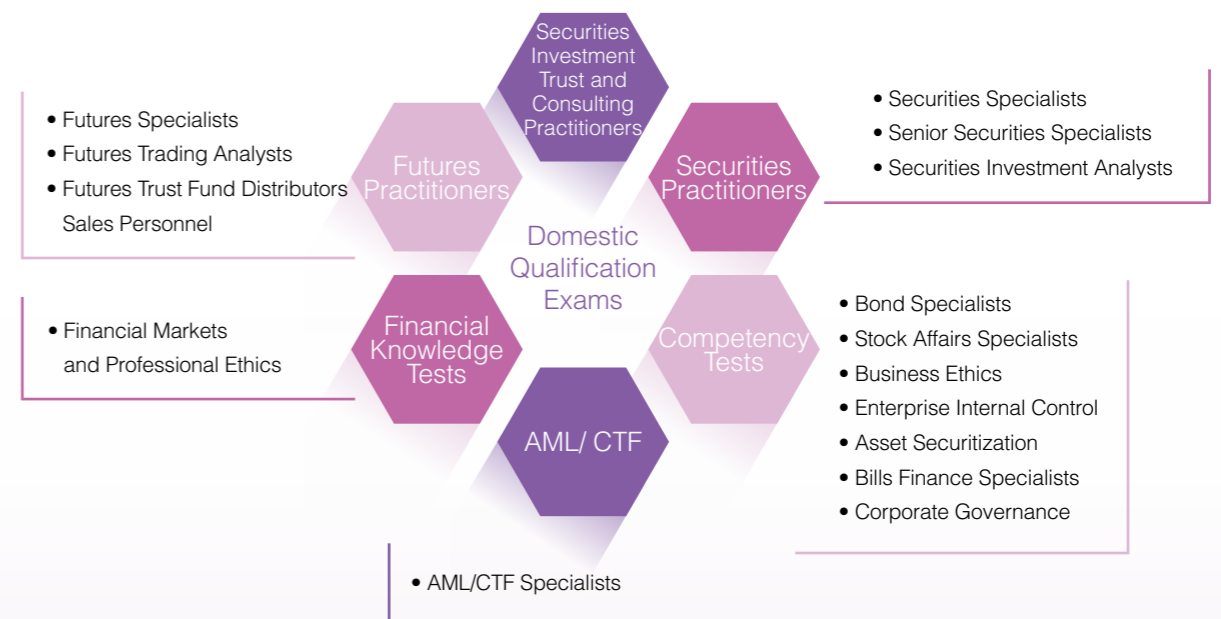 Securities
Investment
Trust and
Consulting
Practitioners
• Futures Specialists
• Futures Trading Analysts
• Futures Trust Fund Distributors
Sales Personnel
Futures
Practitioners
Securities
Practitioners
• Securities Specialists
• Senior Securities Specialists
• Securities Investment Analysts
Domestic
Qualification
Exams
• Financial Markets
and Professional Ethics
Financial
Knowledge
Tests
Competency
Tests
• Bond Specialists
• Stock Affairs Specialists
• Business Ethics
• Enterprise Internal Control
• Asset Securitization
• Bills Finance Specialists
• Corporate Governance
AML/ CTF
• AML/CTF Specialists